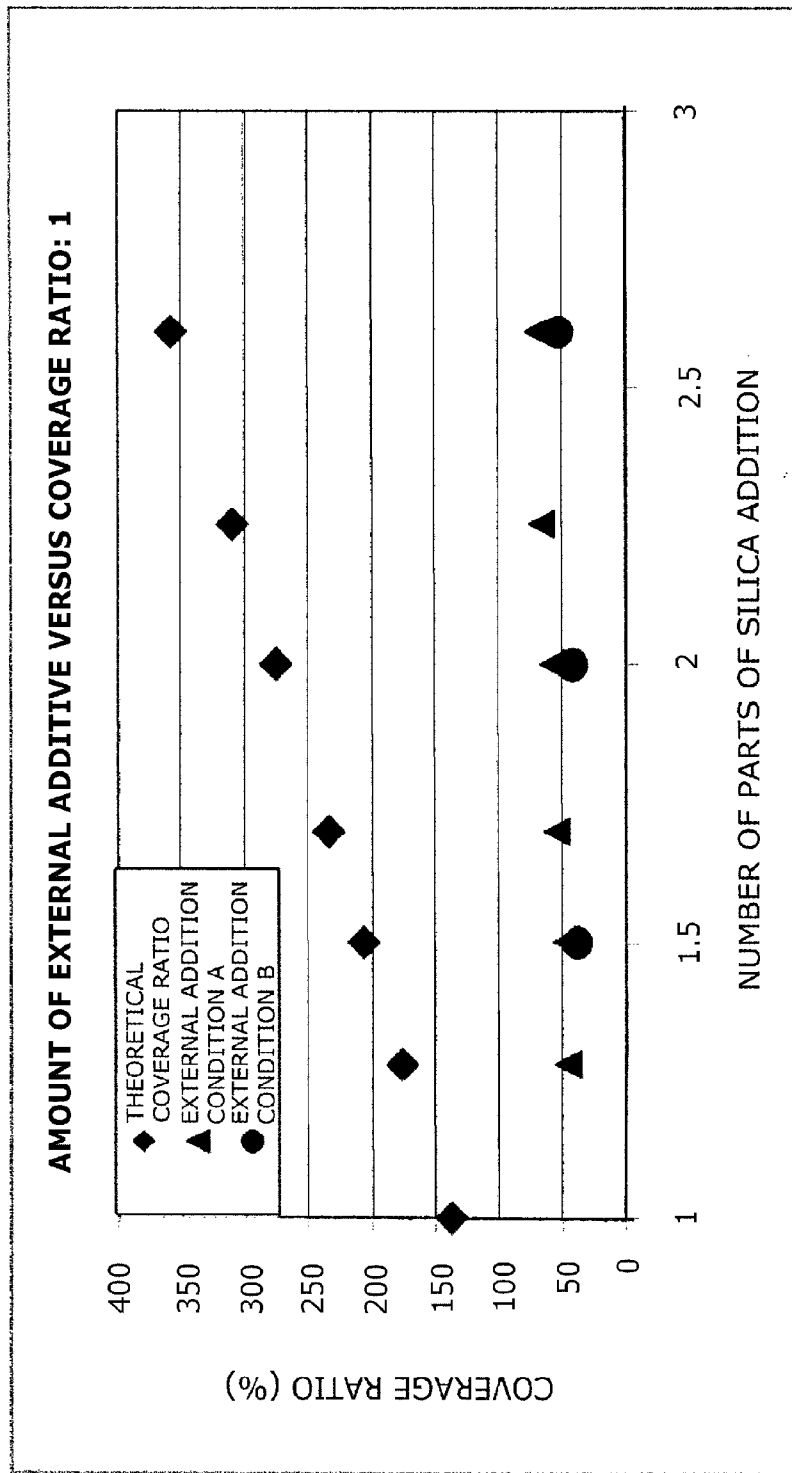 AMOUNT OF EXTERNAL ADDITIVE VERSUS COVERAGE RATIO: 1
THEORETICAL
COVERAGE RATIO
EXTERNAL ADDITION
CONDITION A
EXTERNAL ADDITION
CONDITION B
COVERAGE RATIO (%)
400
350
300
250
200
150
100
50
0
1
1.5
2
2.5
3
NUMBER OF PARTS OF SILICA ADDITION